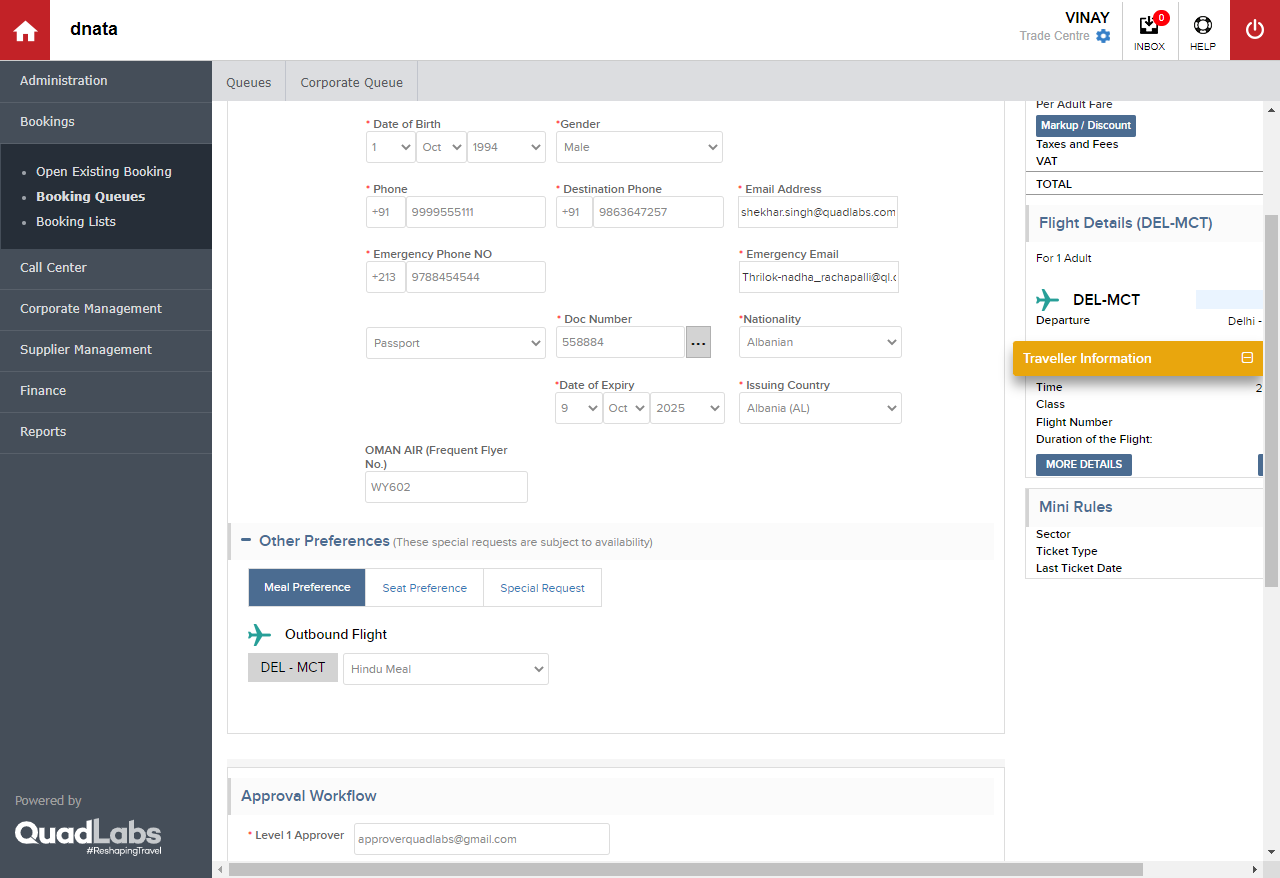 dnata
VINAY
Trade Centre
0
INBOX
HELP
Administration
Bookings
Open Existing Booking
Booking Queues
Booking Lists
Call Center
Corporate Management
Supplier Management
Finance
Reports
Powered by
QuadLabs
#ReshapingTravel
Queues
Corporate Queue
* Date of Birth
*Gender
1 Oct 1994
Male
* Phone
* Destination Phone
* Email Address
+91 9999555111
+91 9863647257
shekhar.singh@quadlabs.com
* Emergency Phone NO
* Emergency Email
+213 9788454544
Thrilok-nadha_rachapalli@ql.c
* Doc Number
*Nationality
Passport
558884
...
Albanian
*Date of Expiry
* Issuing Country
9 Oct 2025
Albania (AL)
OMAN AIR (Frequent Flyer
No.)
WY602
Other Preferences (These special requests are subject to availability)
Meal Preference
Seat Preference
Special Request
Outbound Flight
DEL - MCT
Hindu Meal
Approval Workflow
* Level 1 Approver
approverquadlabs@gmail.com
Per Adult Fare
Markup / Discount
Taxes and Fees
VAT
TOTAL
Flight Details (DEL-MCT)
For 1 Adult
DEL-MCT
Departure
Delhi -
Traveller Information
Time
2
Class
Flight Number
Duration of the Flight:
MORE DETAILS
Mini Rules
Sector
Ticket Type
Last Ticket Date